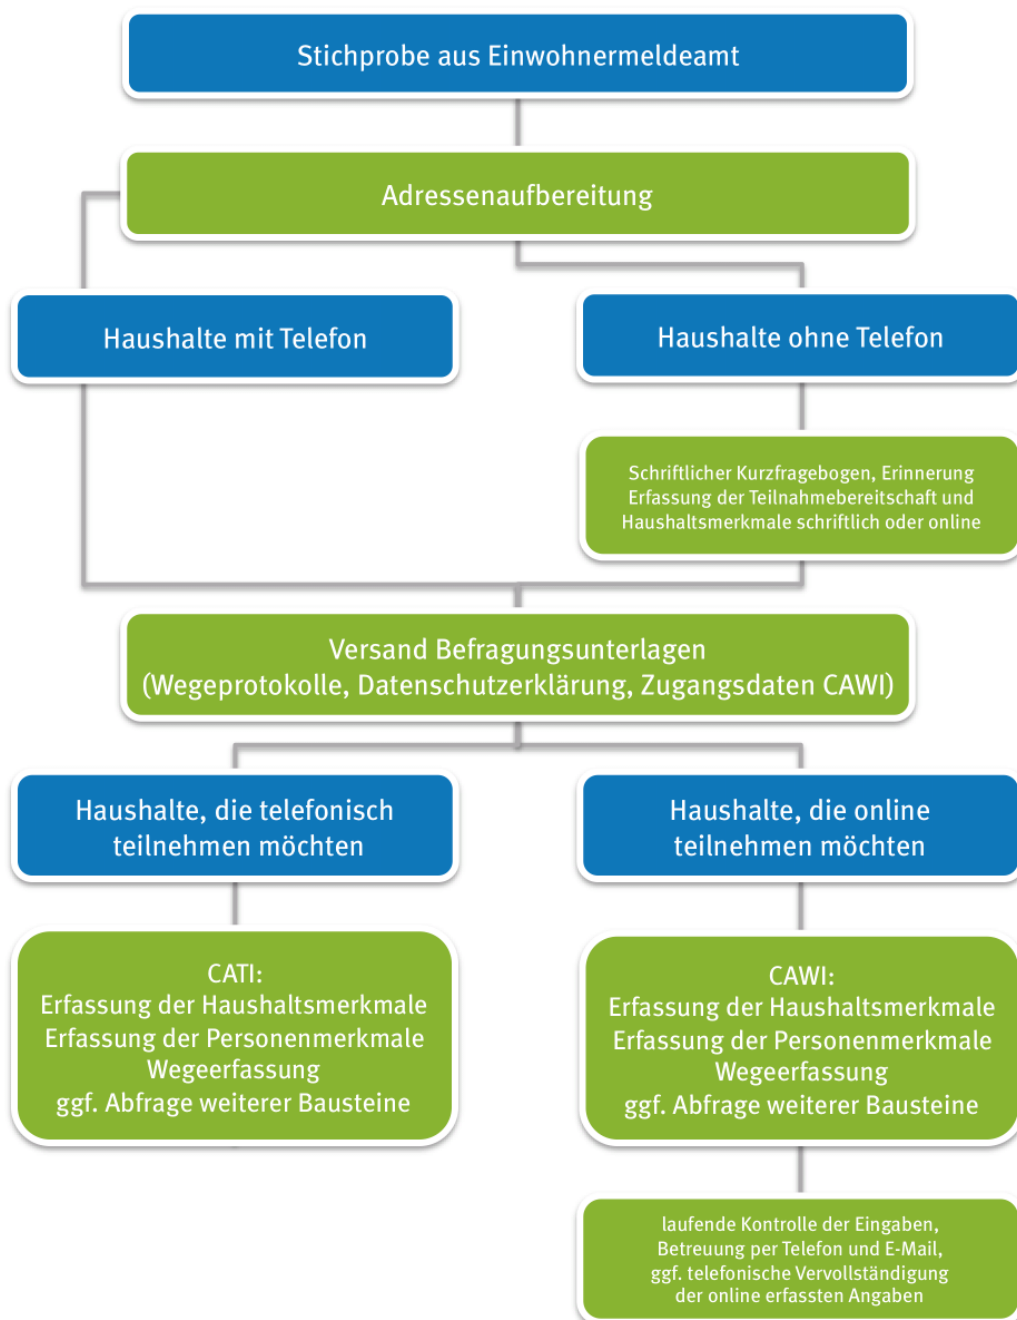 Stichprobe aus Einwohnermeldeamt
Adressenaufbereitung
Haushalte mit Telefon
Haushalte ohne Telefon
Schriftlicher Kurzfragebogen, Erinnerung
Erfassung der Teilnahmebereitschaft und
Haushaltsmerkmale schriftlich oder online
Versand Befragungsunterlagen
(Wegeprotokolle, Datenschutzerklärung, Zugangsdaten CAWI)
Haushalte, die telefonisch
teilnehmen möchten
Haushalte, die online
teilnehmen möchten
CATI:
Erfassung der Haushaltsmerkmale
Erfassung der Personenmerkmale
Wegeerfassung
ggf. Abfrage weiterer Bausteine
CAWI:
Erfassung der Haushaltsmerkmale
Erfassung der Personenmerkmale
Wegeerfassung
ggf. Abfrage weiterer Bausteine
laufende Kontrolle der Eingaben,
Betreuung per Telefon und E-Mail,
ggf. telefonische Vervollständigung
der online erfassten Angaben